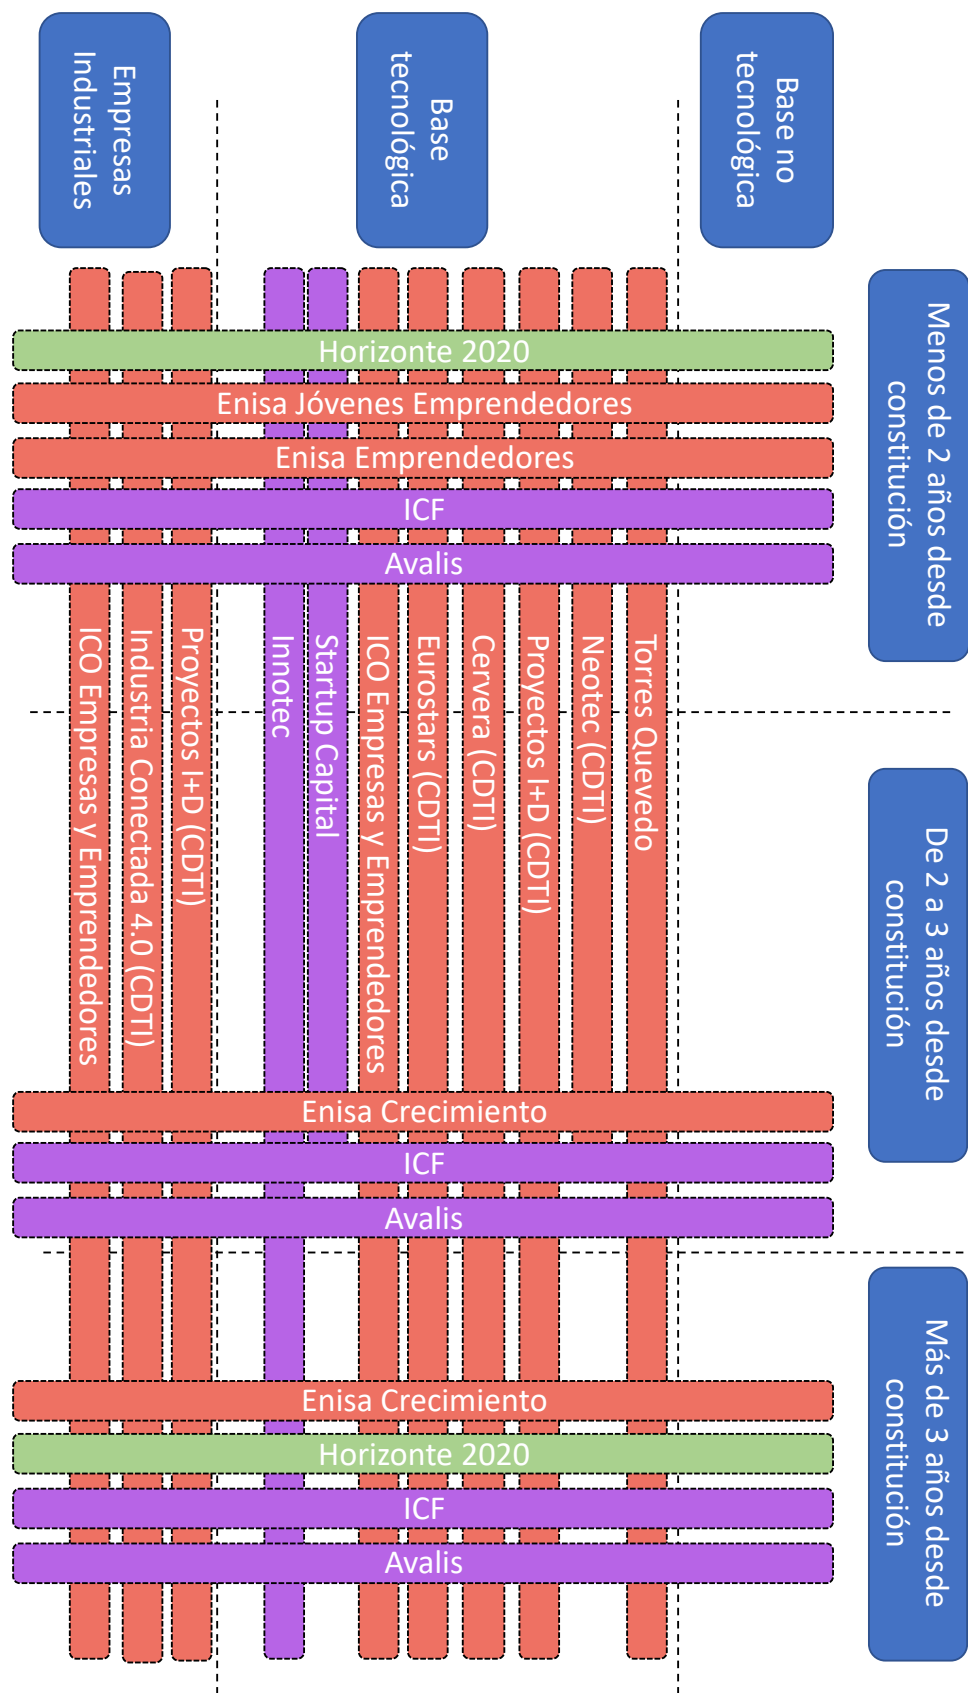 Empresas
Industriales
Base
tecnológica
Base no
tecnológica
Menos de 2 años desde
constitución
Horizonte 2020
Enisa Jóvenes Emprendedores
Enisa Emprendedores
ICF
Avalis
ICO Empresas y Emprendedores
Industria Conectada 4.0 (CDTI)
Proyectos I+D (CDTI)
Innotec
Startup Capital
ICO Empresas y Emprendedores
Eurostars (CDTI)
Cervera (CDTI)
Proyectos I+D (CDTI)
Neotec (CDTI)
Torres Quevedo
De 2 a 3 años desde
constitución
Enisa Crecimiento
ICF
Avalis
Más de 3 años desde
constitución
Enisa Crecimiento
Horizonte 2020
ICF
Avalis